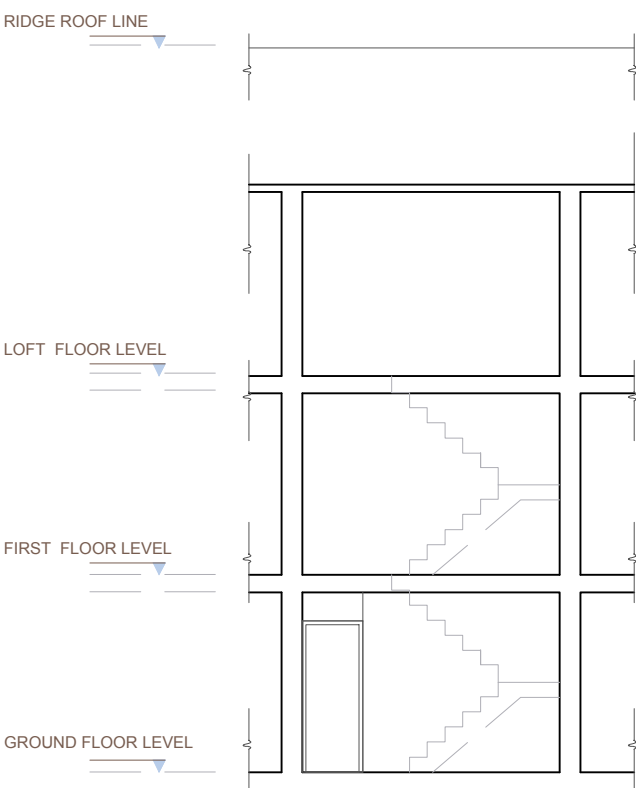 RIDGE ROOF LINE
LOFT FLOOR LEVEL
FIRST FLOOR LEVEL
GROUND FLOOR LEVEL